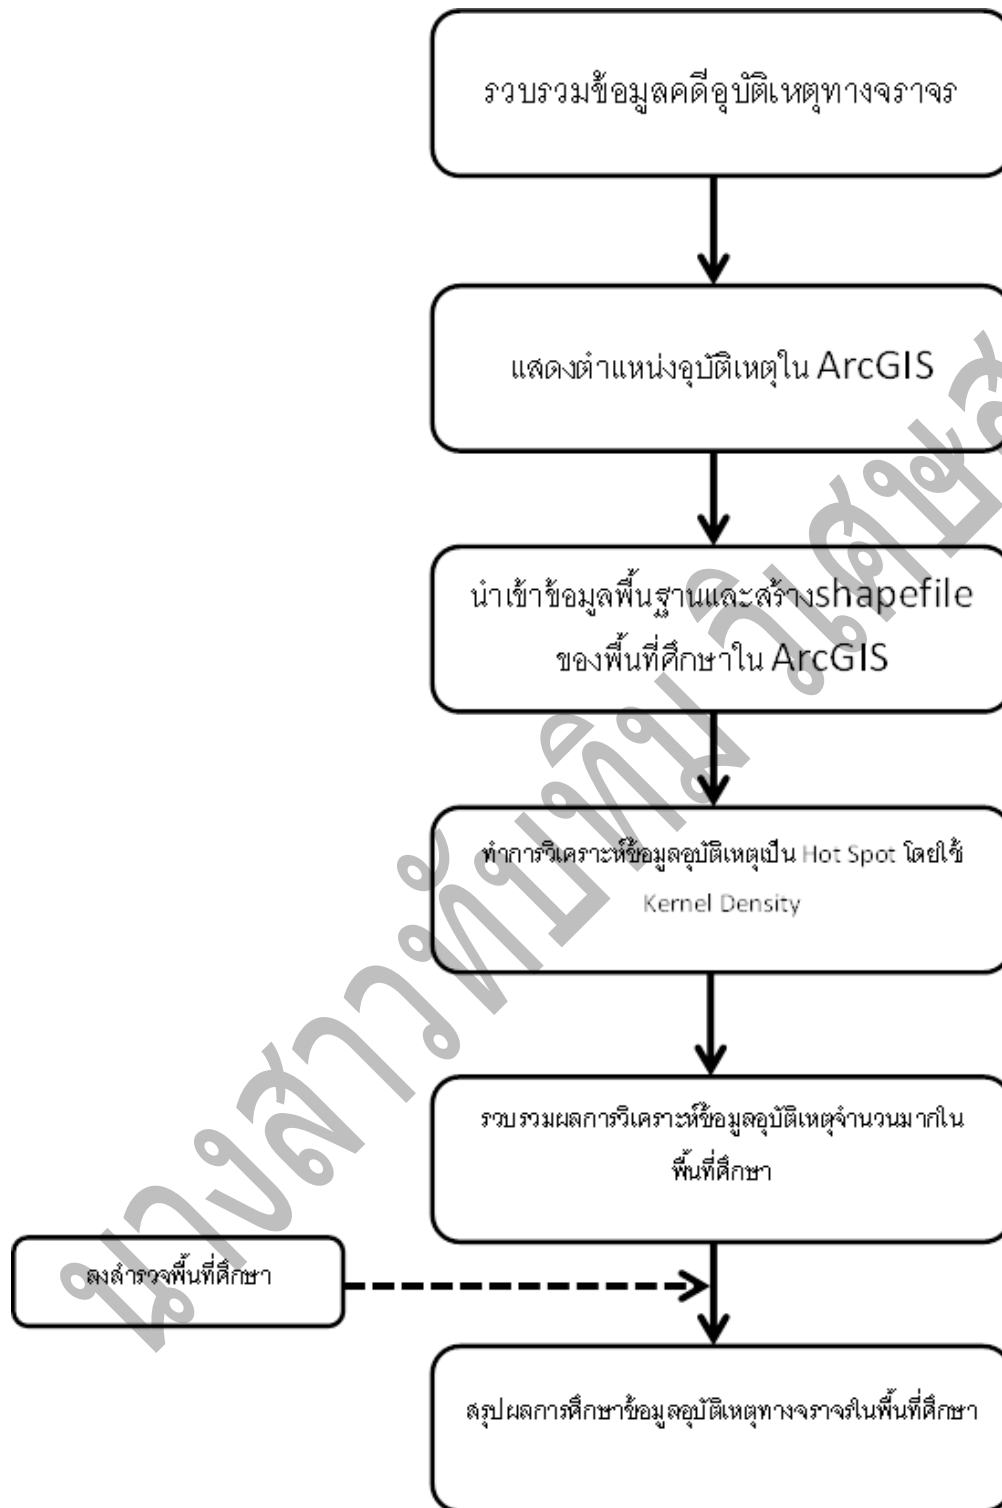 รวบรวมข้อมูลคดีอุบัติเหตุทางจราจร
แสดงตำแหน่งอุบัติเหตุใน ArcGIS
นำเข้าข้อมูลพื้นฐานและสร้างshapefile
ของพื้นที่ศึกษาใน ArcGIS
ทำการวิเคราะห์ข้อมูลอุบัติเหตุเป็น Hot Spot โดยใช้
Kernel Density
รวบรวมผลการวิเคราะห์ข้อมูลอุบัติเหตุจำนวนมากใน
พื้นที่ศึกษา
ลงสำรวจพื้นที่ศึกษา
สรุปผลการศึกษาข้อมูลอุบัติเหตุทางจราจรในพื้นที่ศึกษา
นางสาวทับทิม